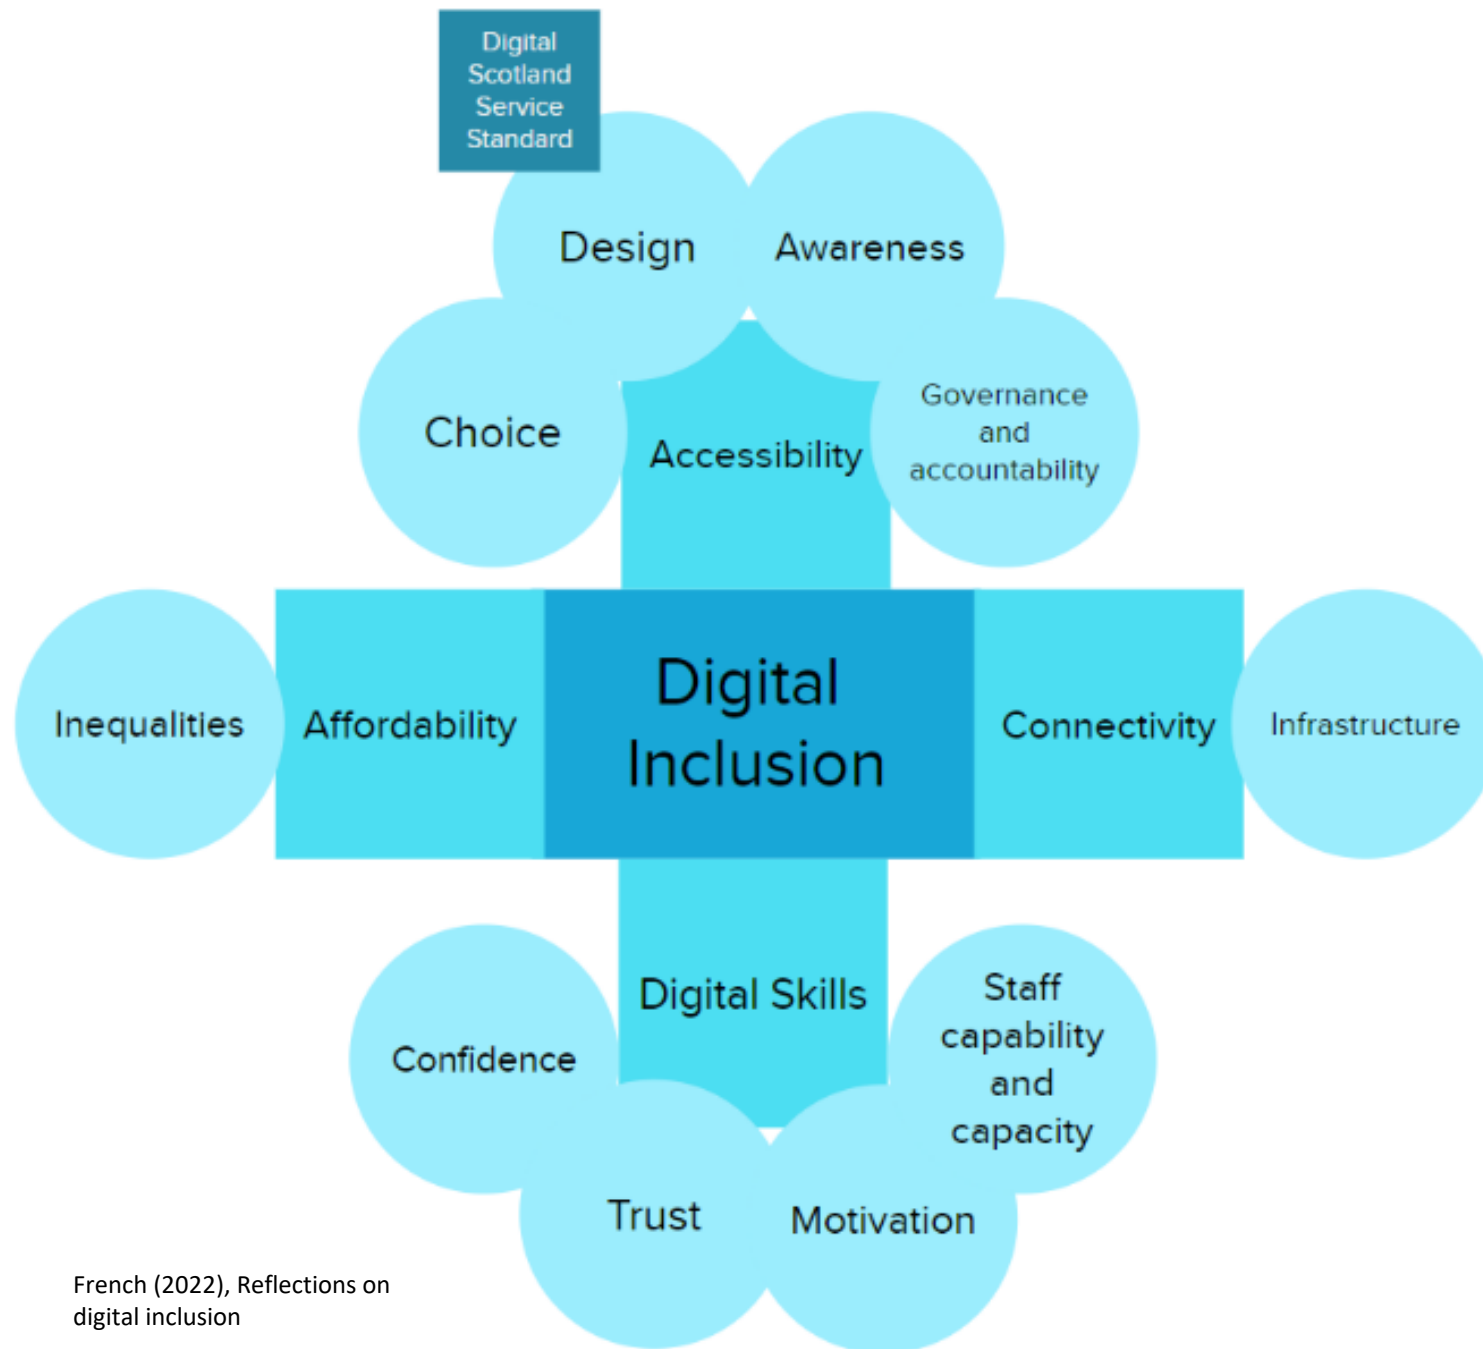 Digital
Scotland
Service
Standard
Design
Awareness
Choice
Governance
and
accountability
Accessibility
Inequalities
Affordability
Digital
Inclusion
Connectivity
Infrastructure
Digital Skills
Confidence
Staff
capability
and
capacity
Trust
Motivation
French (2022), Reflections on
digital inclusion